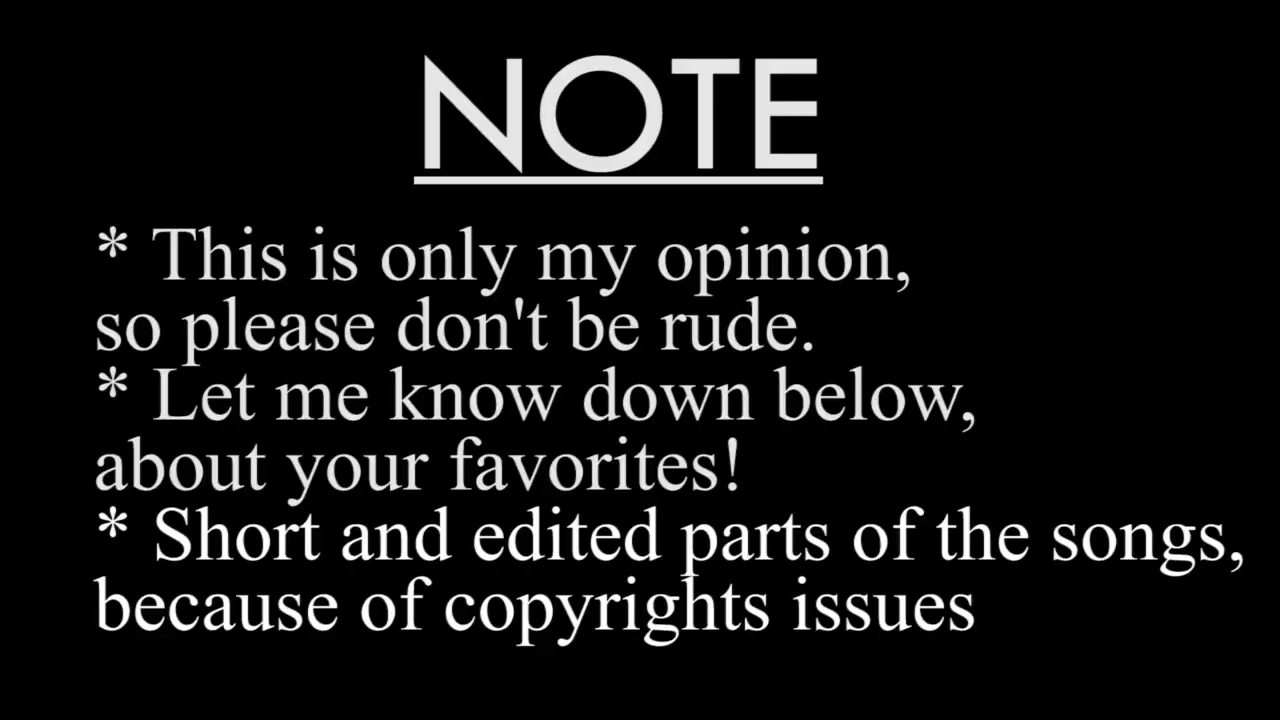 NOTE
* This is only my opinion,
so please don't be rude.
* Let me know down below,
about your favorites!
* Short and edited parts of the songs,
because of copyrights issues